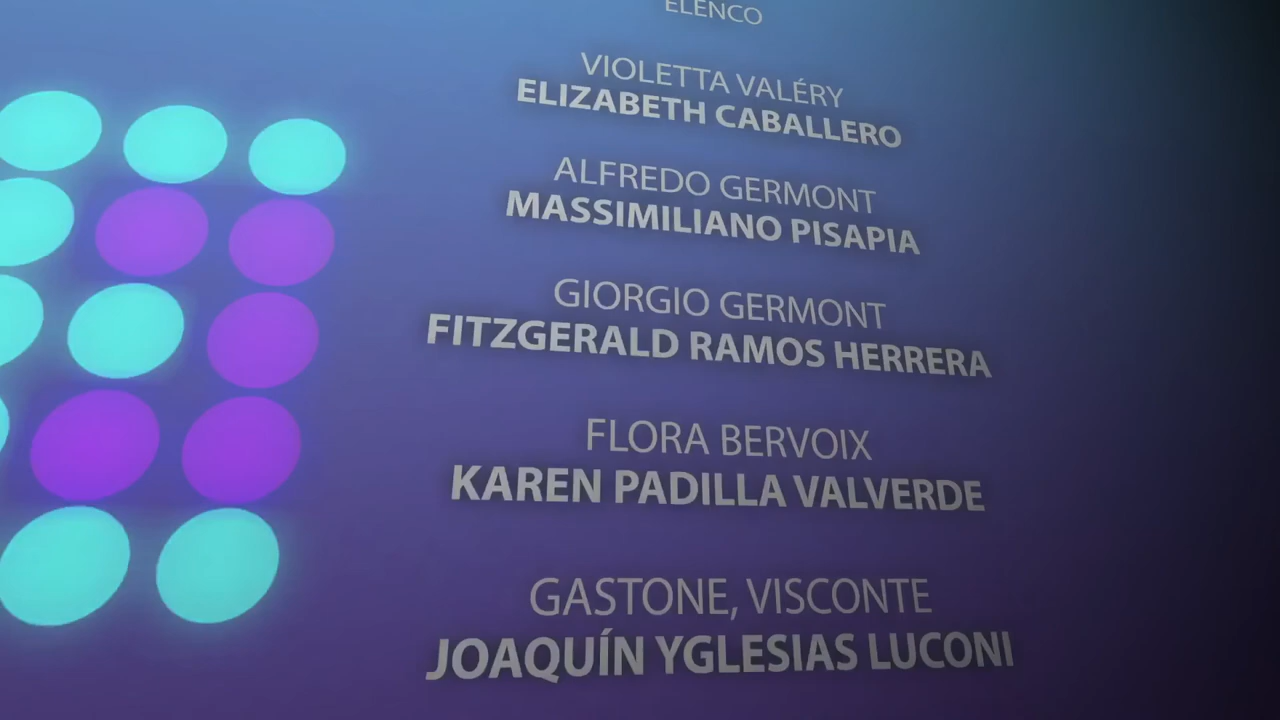 ELENCO
VIOLETTA VALÉRY
ELIZABETH CABALLERO
ALFREDO GERMONT
MASSIMILIANO PISAPIA
GIORGIO GERMONT
FITZGERALD RAMOS HERRERA
FLORA BERVOIX
KAREN PADILLA VALVERDE
GASTONE, VISCONTE
JOAQUÍN YGLESIAS LUCONI